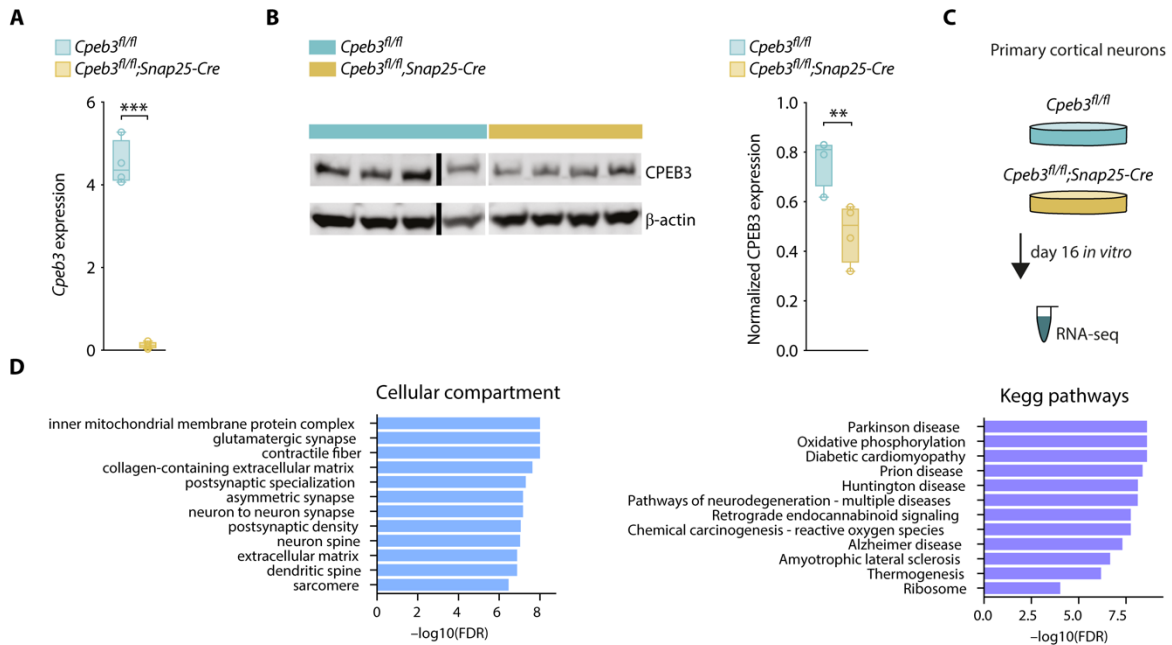 A
Cpeb3fl/fl
Cpeb3fl/fl;Snap25-Cre
***
6
4
2
0
Cpeb3 expression
B
Cpeb3fl/fl
Cpeb3fl/fl;Snap25-Cre
CPEB3
β-actin
Cpeb3fl/fl
Cpeb3fl/fl;Snap25-Cre
**
1.0
0.8
0.6
0.4
0.2
0.0
Normalized CPEB3 expression
C
Primary cortical neurons
Cpeb3fl/fl
Cpeb3fl/fl;Snap25-Cre
day 16 in vitro
RNA-seq
D
Cellular compartment
inner mitochondrial membrane protein complex
glutamatergic synapse
contractile fiber
collagen-containing extracellular matrix
postsynaptic specialization
asymmetric synapse
neuron to neuron synapse
postsynaptic density
neuron spine
extracellular matrix
dendritic spine
sarcomere
0 2 4 6 8
–log10(FDR)
Kegg pathways
Parkinson disease
Oxidative phosphorylation
Diabetic cardiomyopathy
Prion disease
Huntington disease
Pathways of neurodegeneration - multiple diseases
Retrograde endocannabinoid signaling
Chemical carcinogenesis - reactive oxygen species
Alzheimer disease
Amyotrophic lateral sclerosis
Thermogenesis
Ribosome
0.0 2.5 5.0 7.5
–log10(FDR)